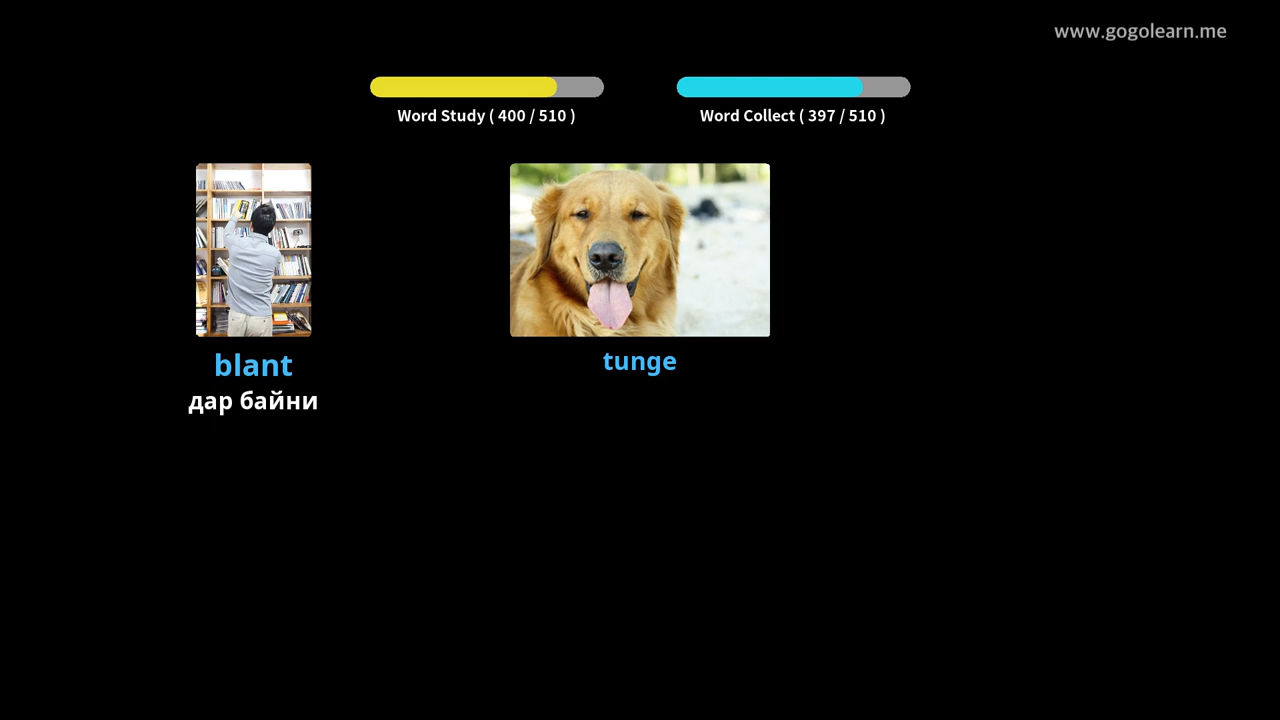 www.gogolearn.me
Word Study ( 400 / 510 )
Word Collect ( 397 / 510 )
blant
дар байни
tunge